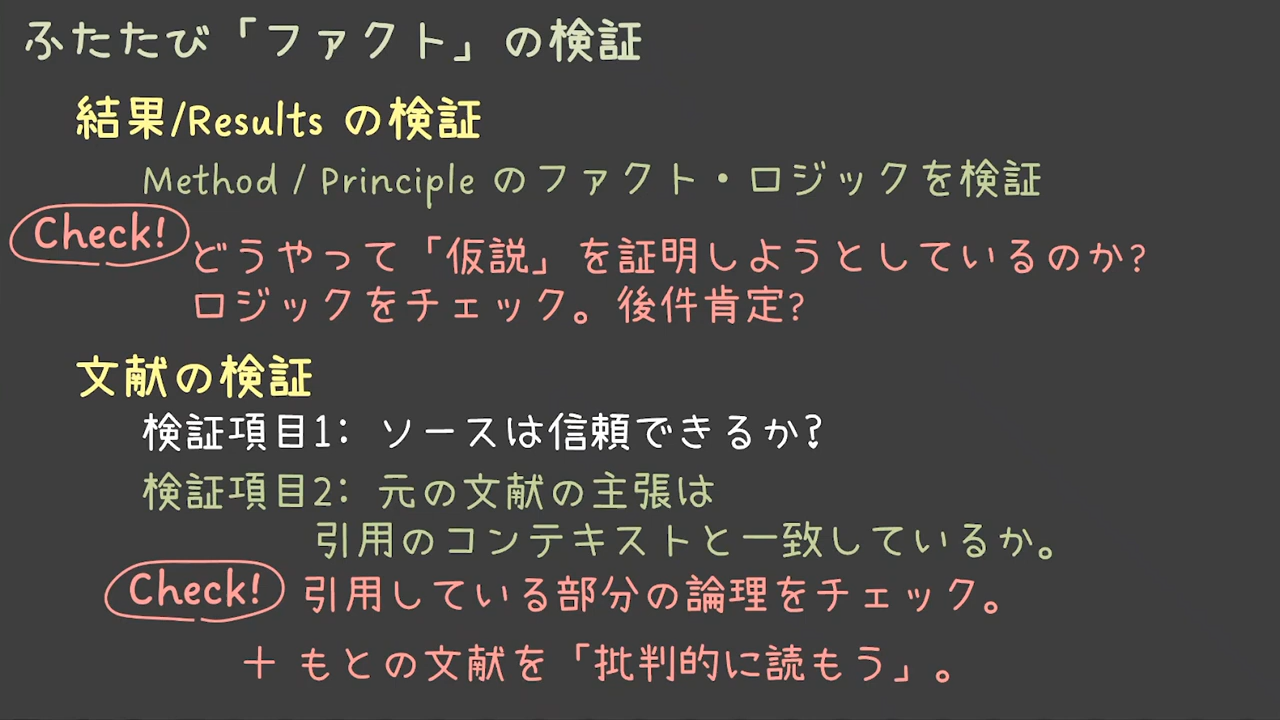 ふたたび「ファクト」の検証
結果/Results の検証
Method / Principle のファクト・ロジックを検証
Check!
どうやって「仮説」を証明しようとしているのか?
ロジックをチェック。後件肯定?
文献の検証
検証項目1: ソースは信頼できるか?
検証項目2: 元の文献の主張は
引用のコンテキストと一致しているか。
Check! 引用している部分の論理をチェック。
＋ もとの文献を「批判的に読もう」。